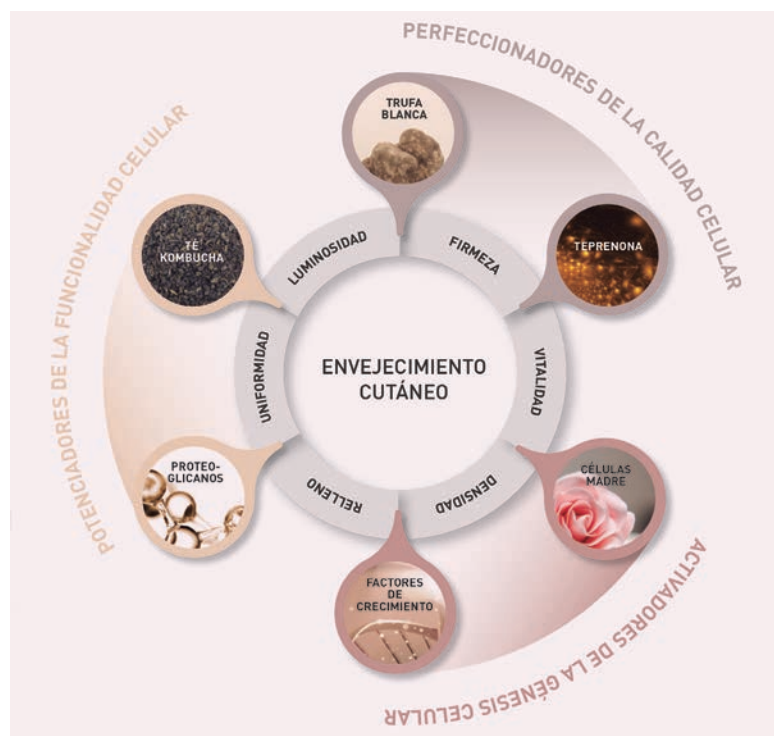 PERFECCIONADORES DE LA CALIDAD CELULAR
TRUFA
BLANCA
TEPRENONA
TÉ
KOMBUCHA
POTENCIADORES DE LA FUNCIONALIDAD CELULAR
LUMINOSIDAD
FIRMEZA
VITALIDAD
UNIFORMIDAD
ENVEJECIMIENTO
CUTÁNEO
DENSIDAD
RELLENO
PROTEO-
GLICANOS
CÉLULAS
MADRE
FACTORES
DE
CRECIMIENTO
ACTIVADORES DE LA GÉNESIS CELULAR